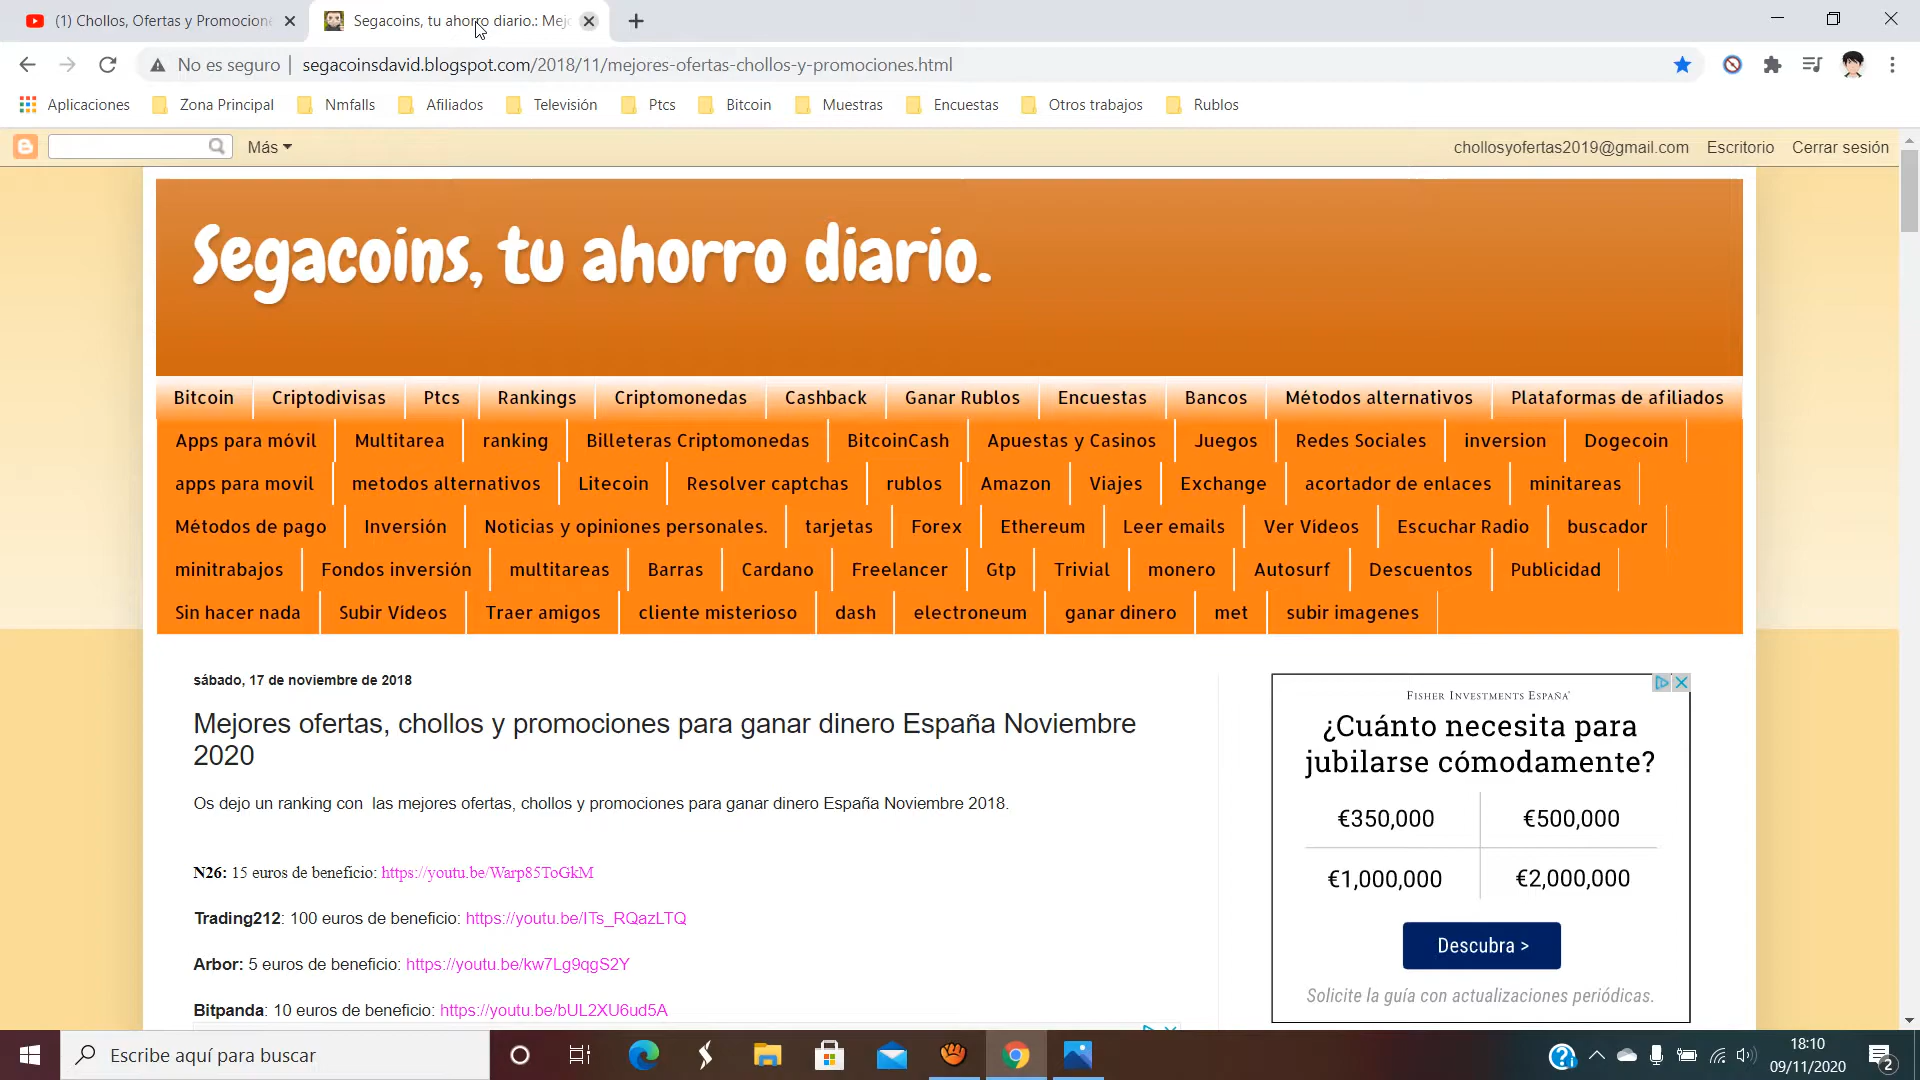 (1) Chollos, Ofertas y Promocion
Segacoins, tu ahorro diario.: Mej
No es seguro
segacoinsdavid.blogspot.com/2018/11/mejores-ofertas-chollos-y-promociones.html
Aplicaciones Zona Principal Nmfalls Afiliados Televisión Ptcs Bitcoin Muestras Encuestas Otros trabajos Rublos
Más chollosyofertas2019@gmail.com Escritorio Cerrar sesión
Segacoins, tu ahorro diario.
Bitcoin Criptodivisas Ptcs Rankings Criptomonedas Cashback Ganar Rublos Encuestas Bancos Métodos alternativos Plataformas de afiliados
Apps para móvil Multitarea ranking Billeteras Criptomonedas BitcoinCash Apuestas y Casinos Juegos Redes Sociales inversion Dogecoin
apps para movil metodos alternativos Litecoin Resolver captchas rublos Amazon Viajes Exchange acortador de enlaces minitareas
Métodos de pago Inversión Noticias y opiniones personales. tarjetas Forex Ethereum Leer emails Ver Vídeos Escuchar Radio buscador
minitrabajos Fondos inversión multitareas Barras Cardano Freelancer Gtp Trivial monero Autosurf Descuentos Publicidad
Sin hacer nada Subir Vídeos Traer amigos cliente misterioso dash electroneum ganar dinero met subir imagenes
sábado, 17 de noviembre de 2018
Mejores ofertas, chollos y promociones para ganar dinero España Noviembre
2020
Os dejo un ranking con las mejores ofertas, chollos y promociones para ganar dinero España Noviembre 2018.
N26: 15 euros de beneficio: https://youtu.be/Warp85ToGkM
Trading212: 100 euros de beneficio: https://youtu.be/ITs_RQazLTQ
Arbor: 5 euros de beneficio: https://youtu.be/kw7Lg9qgS2Y
Bitpanda: 10 euros de beneficio: https://youtu.be/bUL2XU6ud5A
FISHER INVESTMENTS ESPAÑA
¿Cuánto necesita para
jubilarse cómodamente?
€350,000 €500,000
€1,000,000 €2,000,000
Descubra >
Solicite la guía con actualizaciones periódicas.
Escribe aquí para buscar
18:10
09/11/2020
2